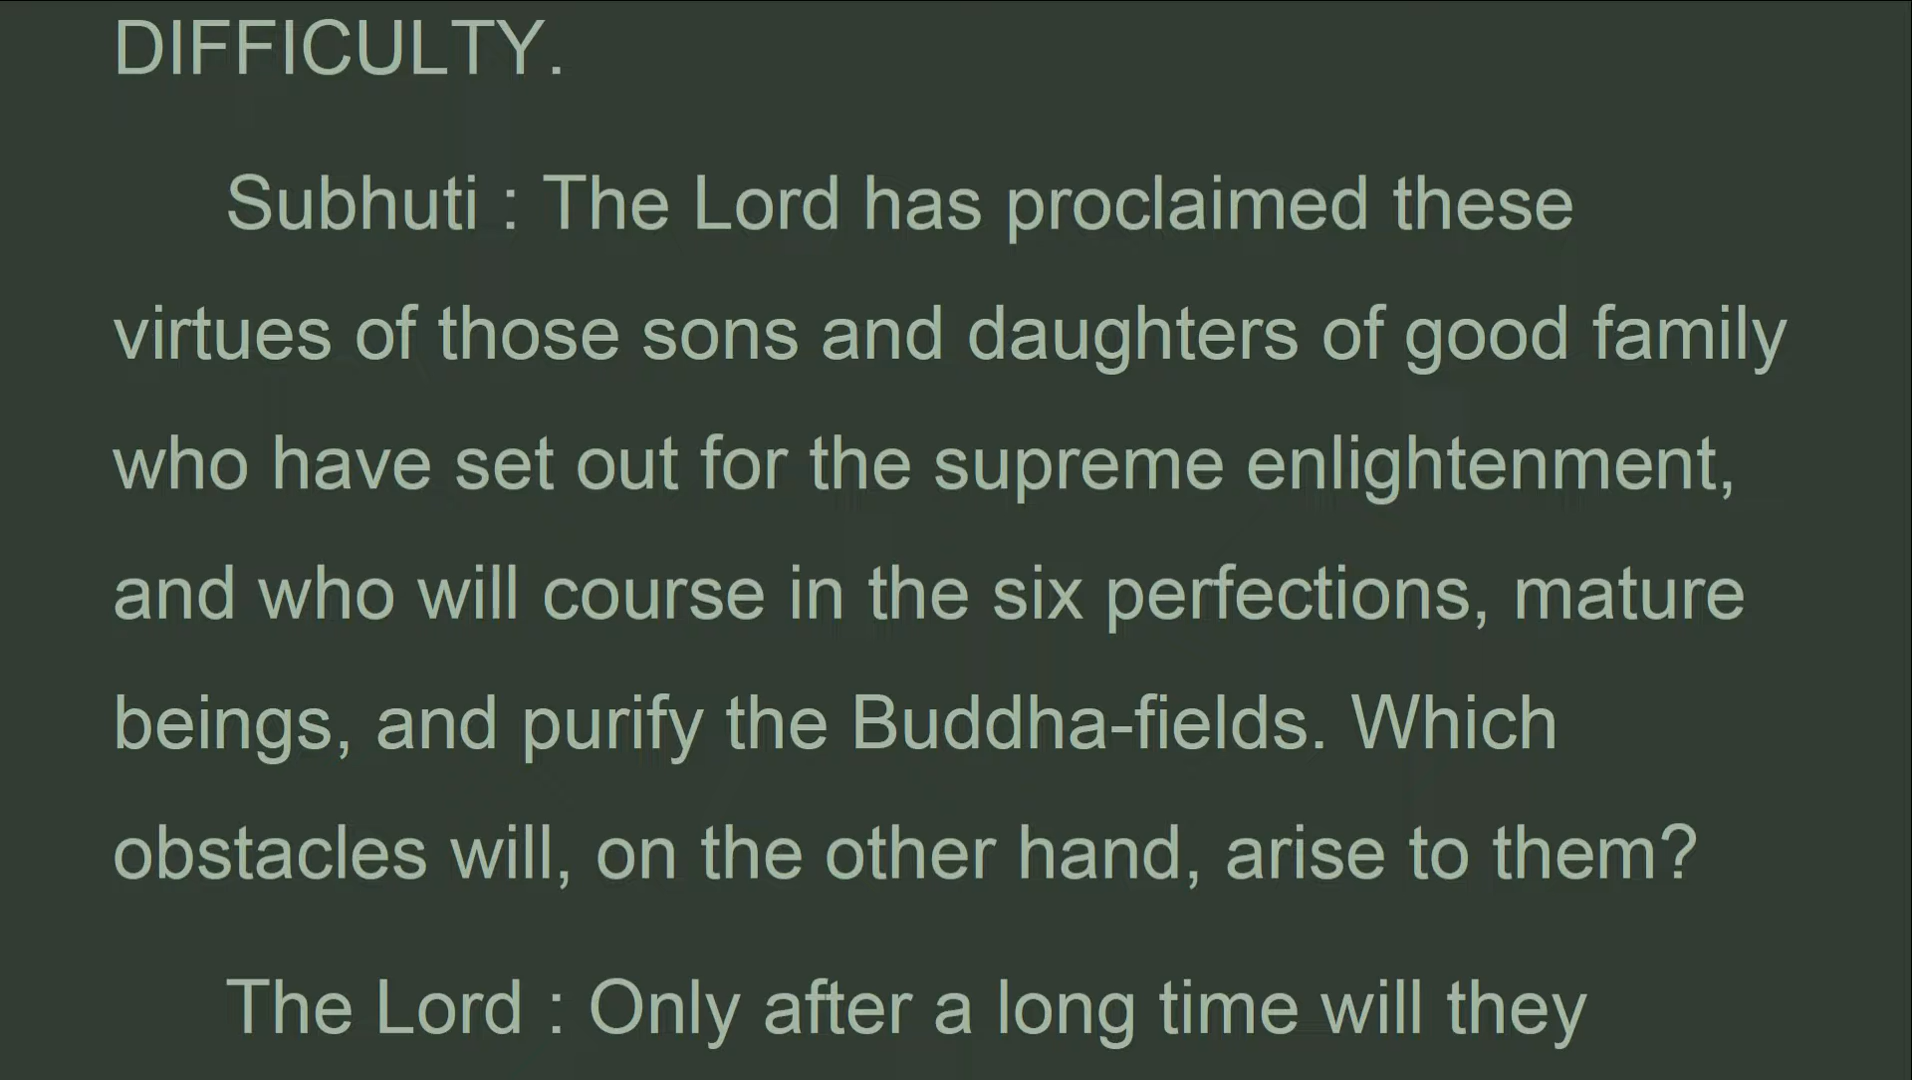 DIFFICULTY.
Subhuti : The Lord has proclaimed these
virtues of those sons and daughters of good family
who have set out for the supreme enlightenment,
and who will course in the six perfections, mature
beings, and purify the Buddha-fields. Which
obstacles will, on the other hand, arise to them?
The Lord : Only after a long time will they